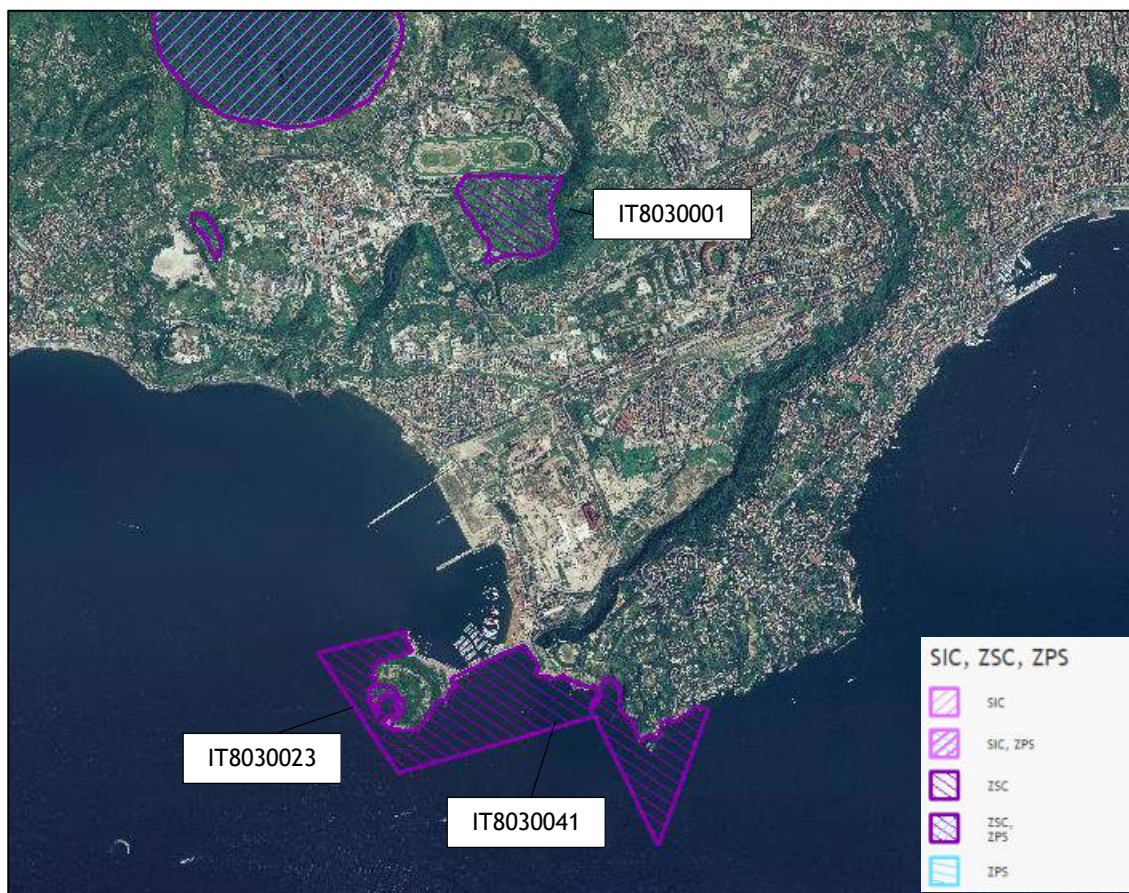 IT8030001
IT8030023
IT8030041
SIC, ZSC, ZPS
SIC
SIC, ZPS
ZSC
ZSC,
ZPS
ZPS